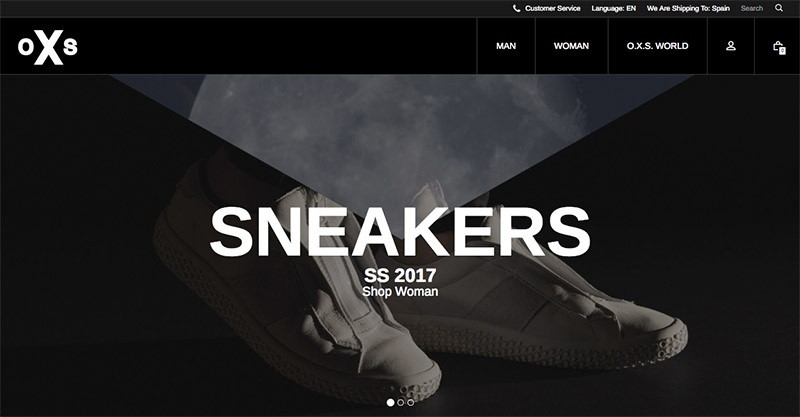 Customer Service Language: EN We Are Shipping To: Spain Search
OXS
MAN WOMAN O.X.S. WORLD
SNEAKERS
SS 2017
Shop Woman